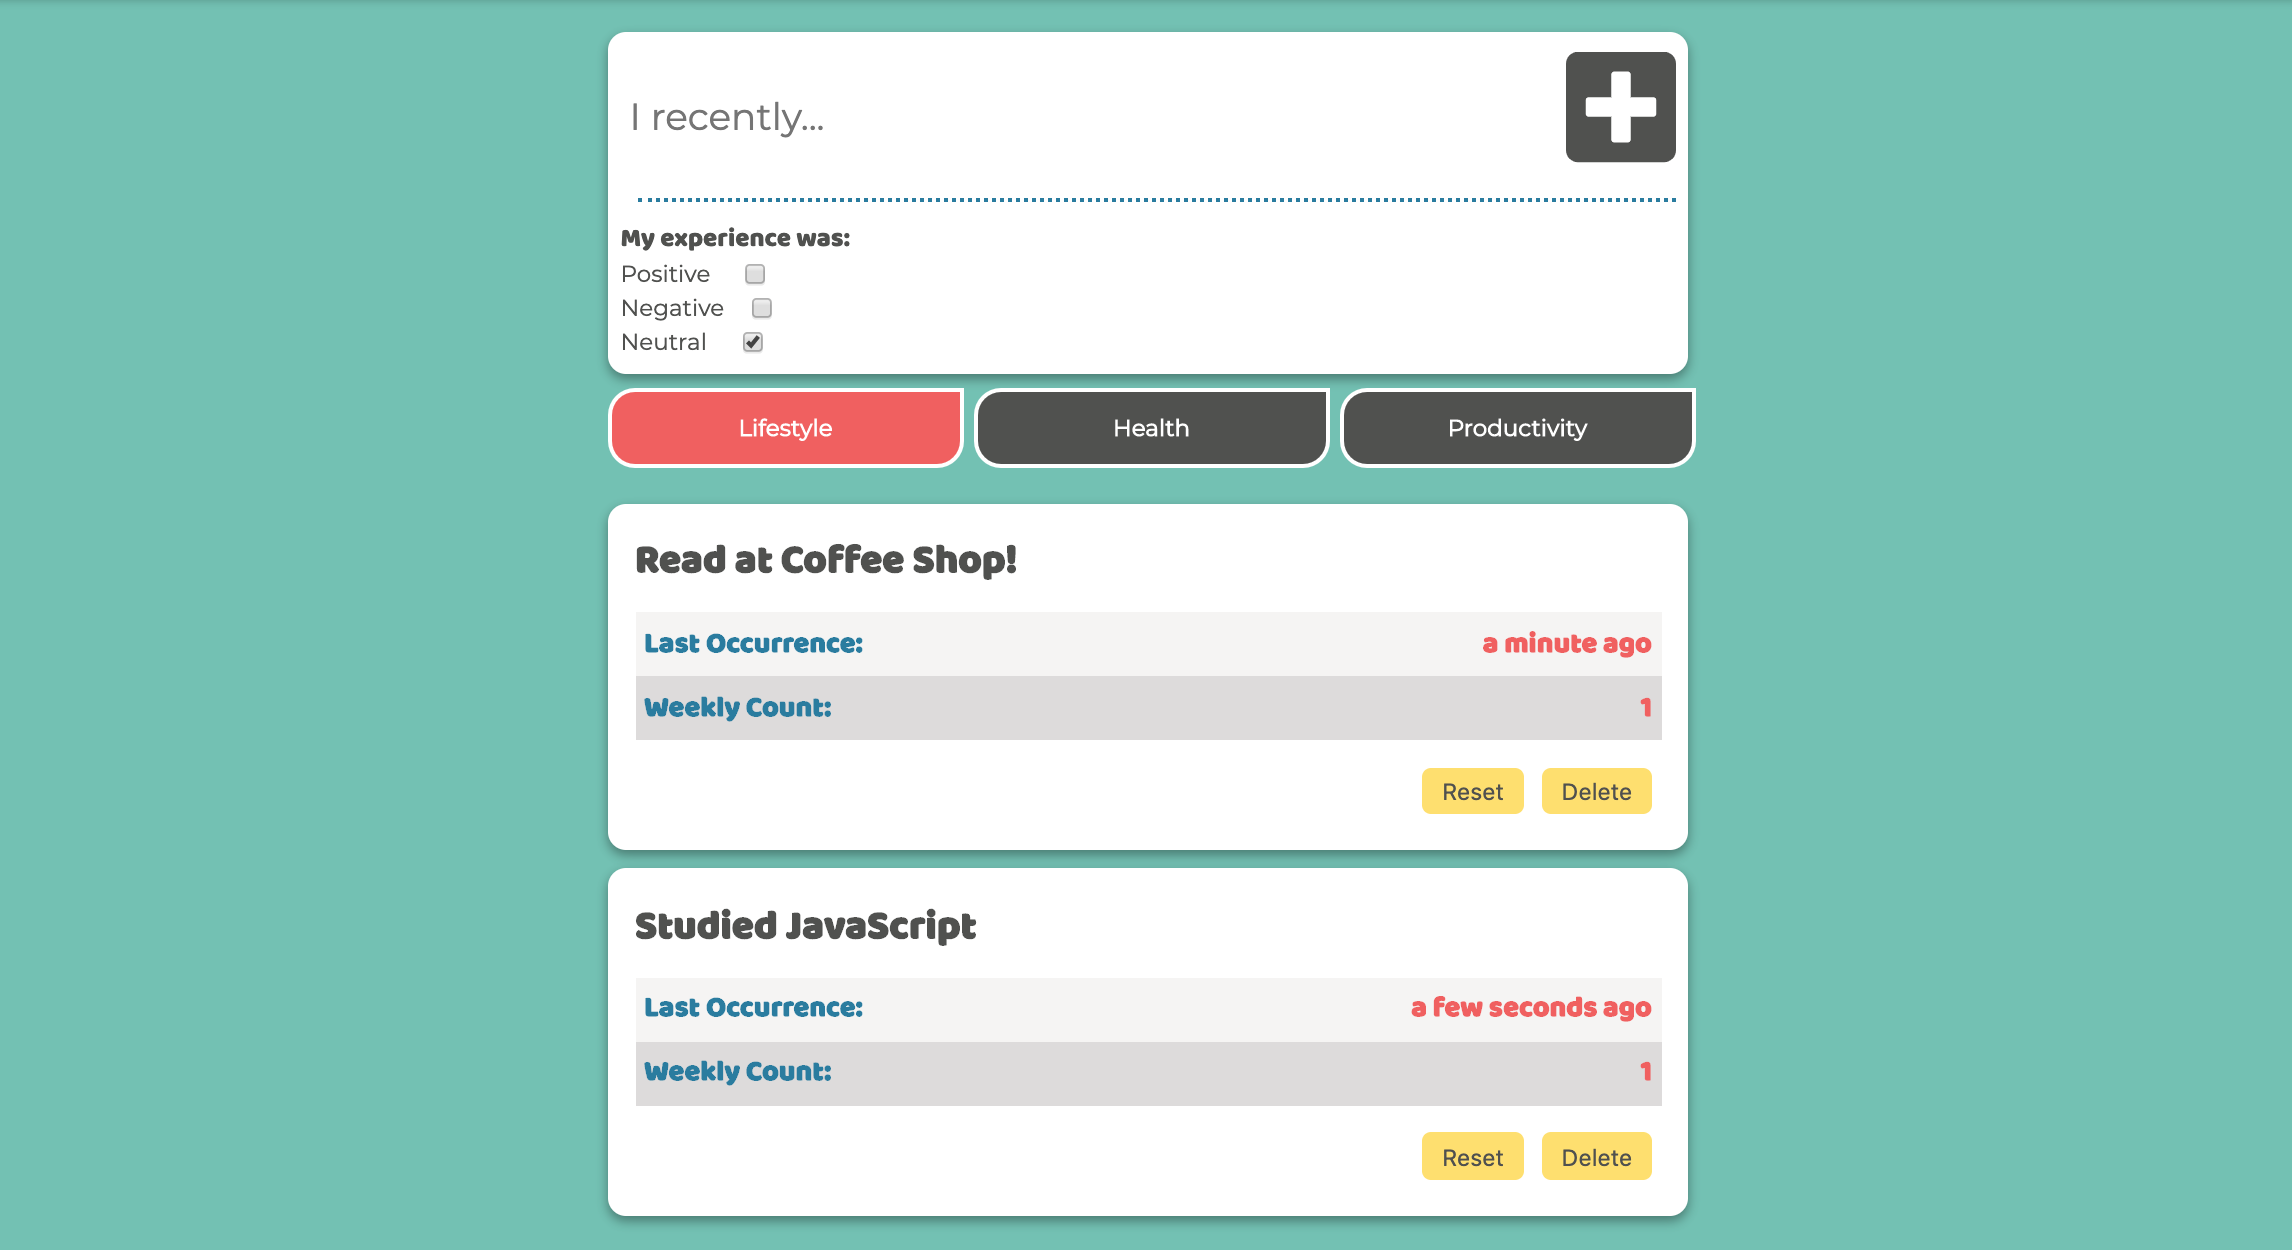 I recently...
My experience was:
Positive
Negative
Neutral
Lifestyle Health Productivity
Read at Coffee Shop!
Last Occurrence: a minute ago
Weekly Count: 1
Reset Delete
Studied JavaScript
Last Occurrence: a few seconds ago
Weekly Count: 1
Reset Delete